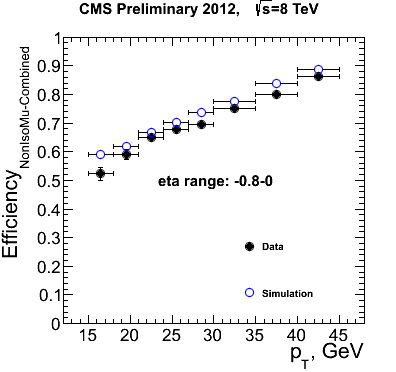 CMS Preliminary 2012, √s=8 TeV
Efficiency NonIsoMu-Combined
1
0.9
0.8
0.7
0.6
0.5
0.4
0.3
0.2
0.1
0
eta range: -0.8-0
Data
Simulation
15 20 25 30 35 40 45
p_T, GeV